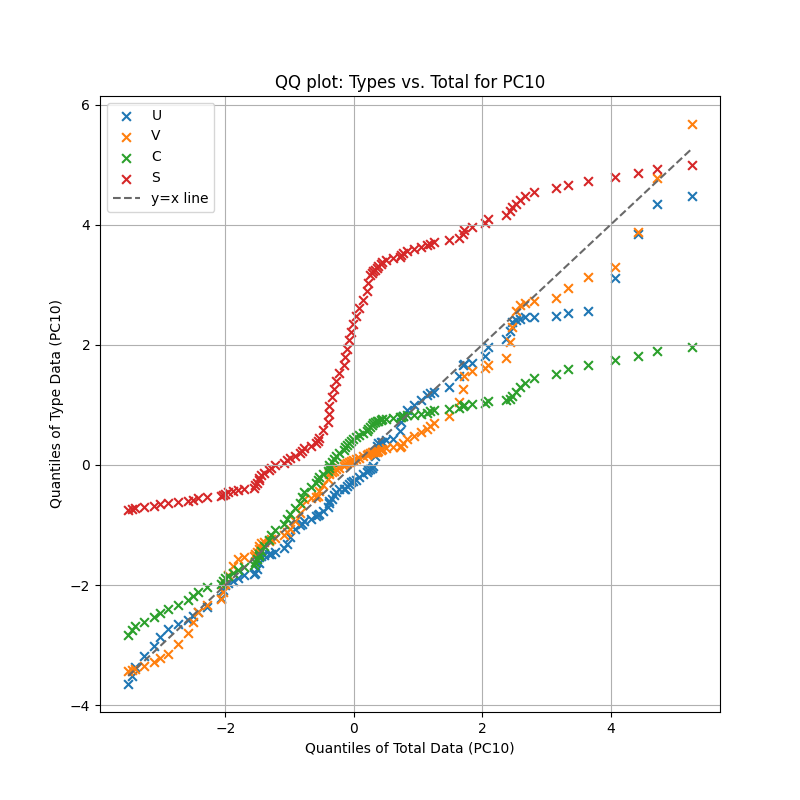 QQ plot: Types vs. Total for PC10
U
V
C
S
y=x line
Quantiles of Type Data (PC10)
6
4
2
0
−2
−4
−2
0
2
4
Quantiles of Total Data (PC10)